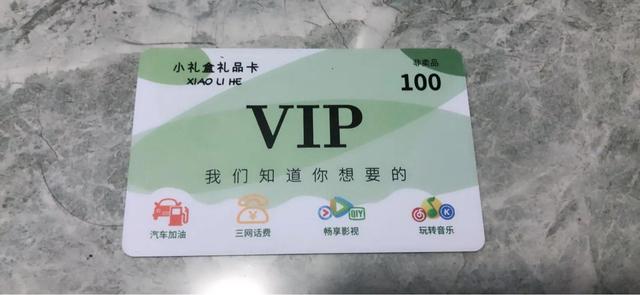 小礼盒礼品卡
XIAO LI HE
非卖品
100
VIP
我们知道你想要的
汽车加油
三网话费
畅享影视
玩转音乐